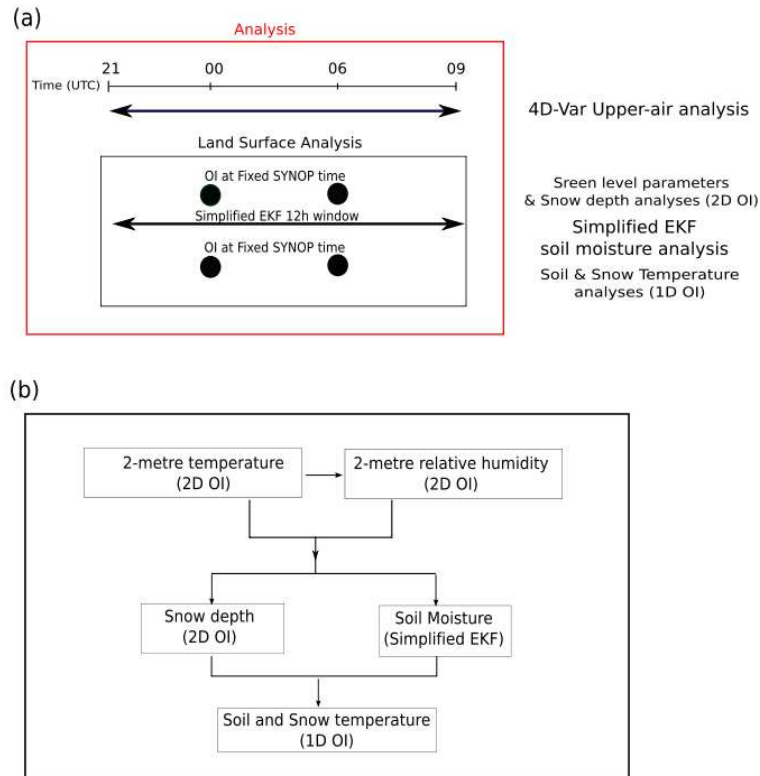 (a)
Analysis
21 00 06 09
Time (UTC)
4D-Var Upper-air analysis
Land Surface Analysis
OI at Fixed SYNOP time
Sreen level parameters
& Snow depth analyses (2D OI)
Simplified EKF 12h window
Simplified EKF
soil moisture analysis
OI at Fixed SYNOP time
Soil & Snow Temperature
analyses (1D OI)
(b)
2-metre temperature
(2D OI)
2-metre relative humidity
(2D OI)
Snow depth
(2D OI)
Soil Moisture
(Simplified EKF)
Soil and Snow temperature
(1D OI)